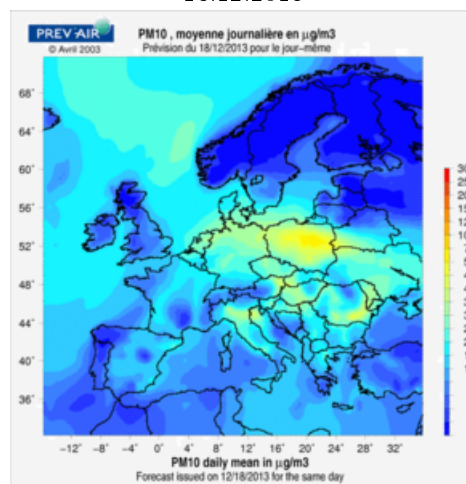 PREV'AIR
© Avril 2003
PM10 , moyenne journalière en µg/m3
Prévision du 18/12/2013 pour le jour-même
68°
64°
60°
56°
52°
48°
44°
40°
36°
−12° −8° −4° 0° 4° 8° 12° 16° 20° 24° 28° 32°
PM10 daily mean in µg/m3
Forecast issued on 12/18/2013 for the same day